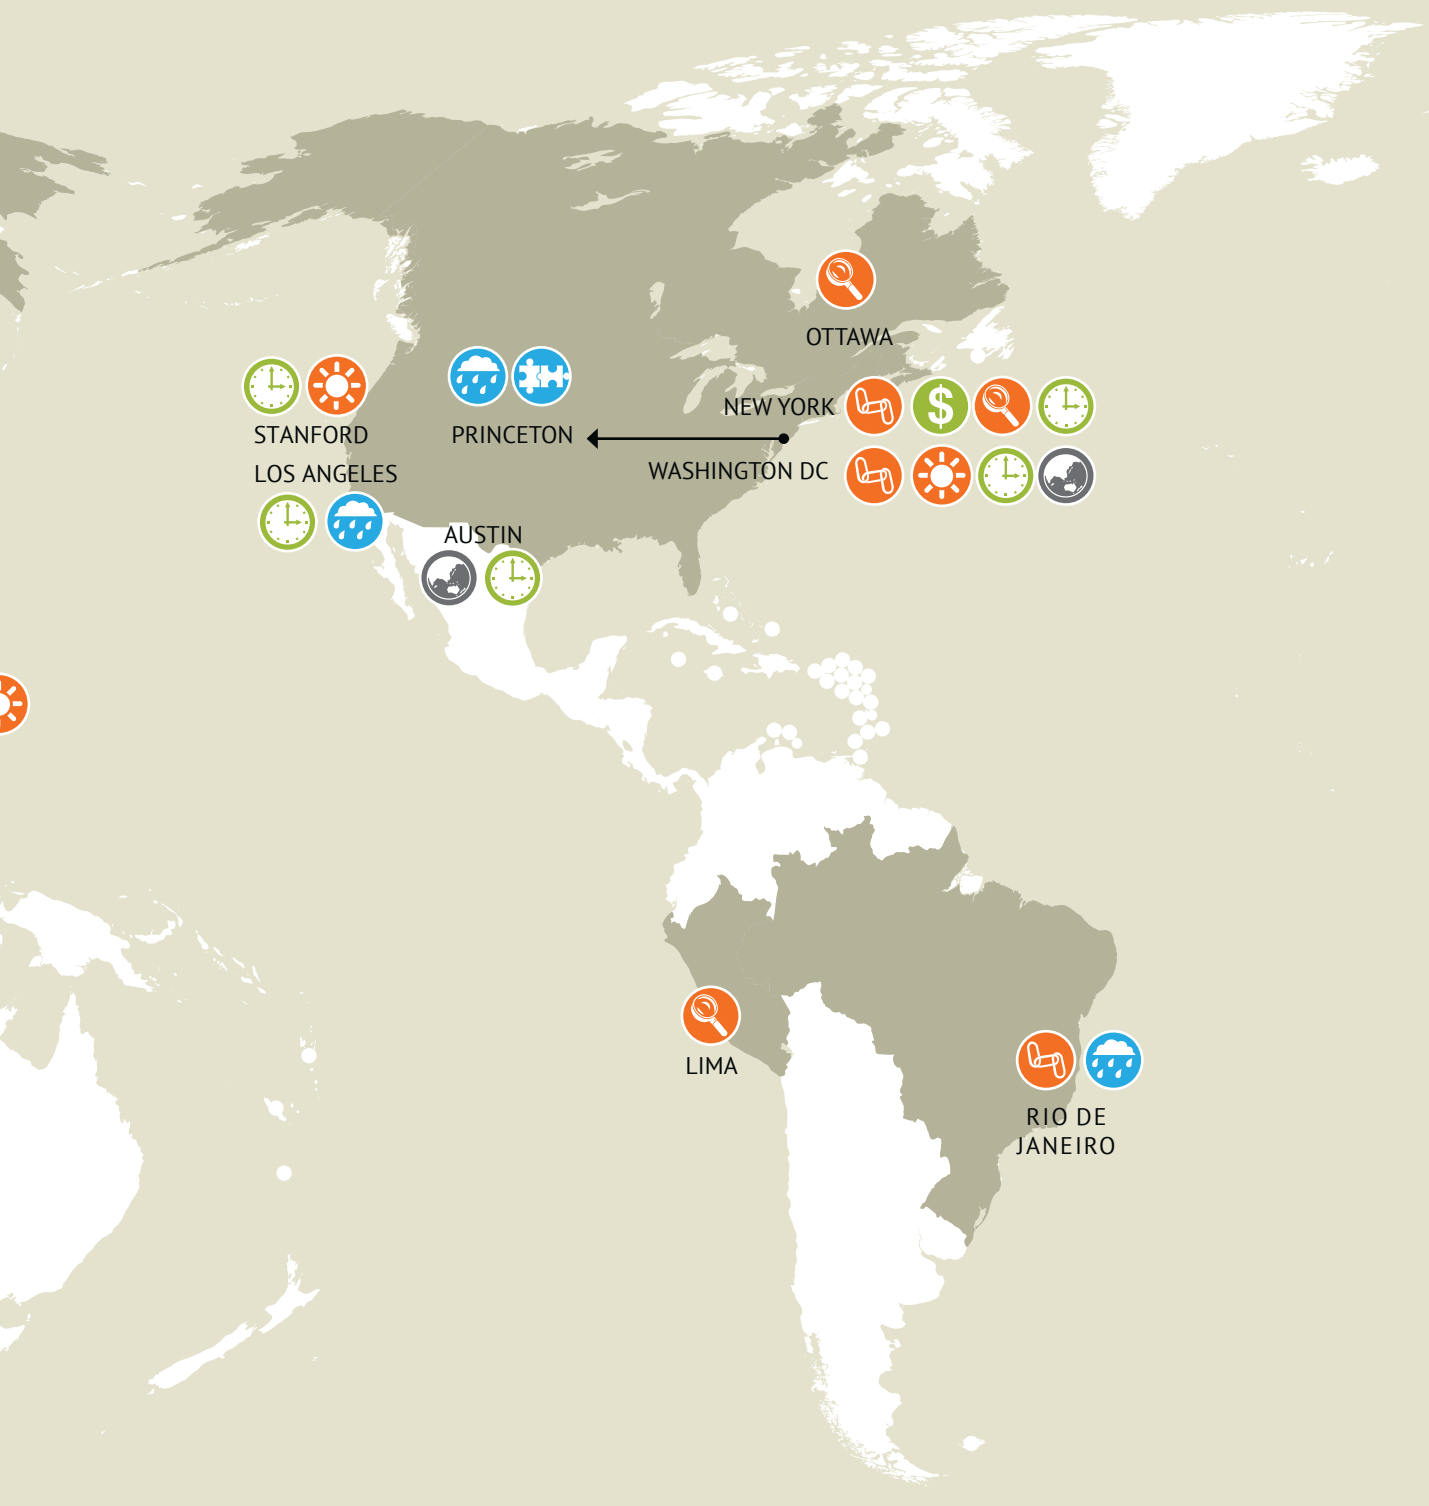 OTTAWA
NEW YORK
STANFORD
PRINCETON
$
WASHINGTON DC
LOS ANGELES
AUSTIN
LIMA
RIO DE
JANEIRO